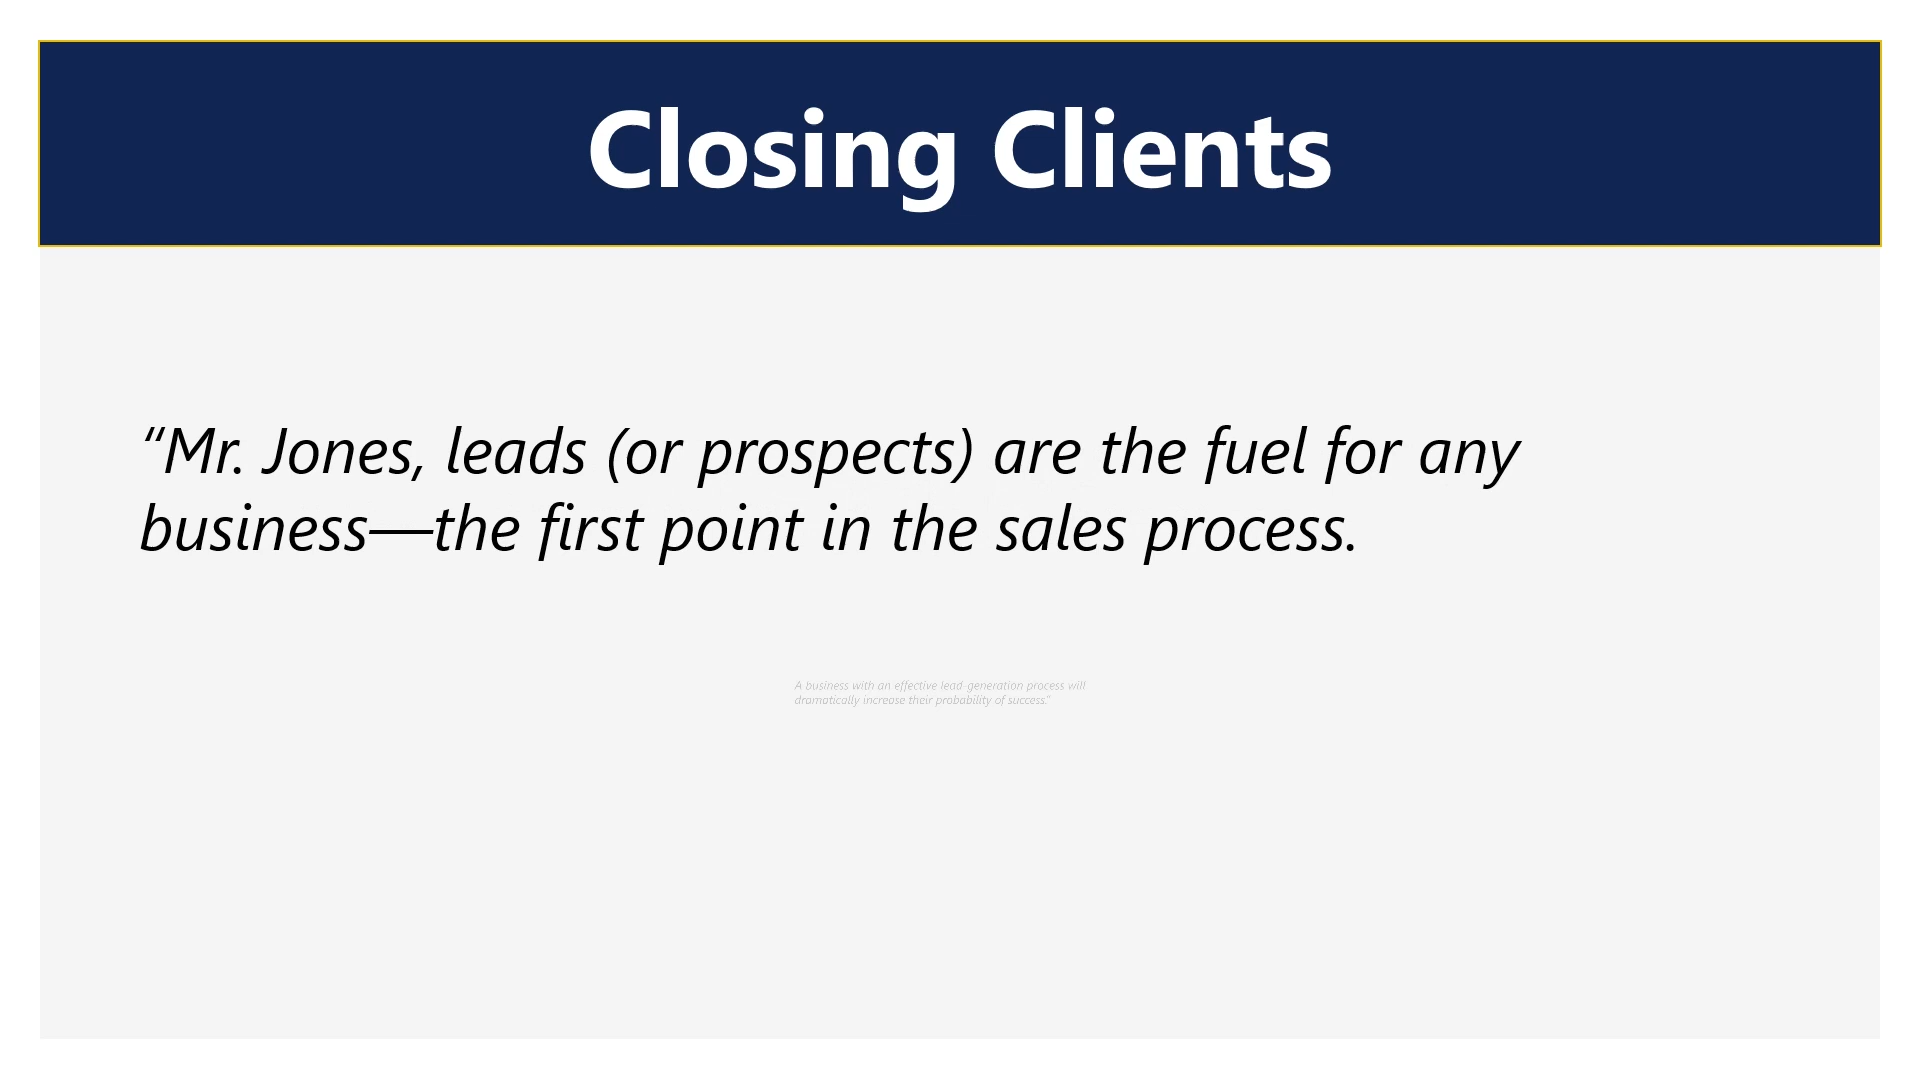 Closing Clients
“Mr. Jones, leads (or prospects) are the fuel for any
business—the first point in the sales process.
A business with an effective lead-generation process will
dramatically increase their probability of success.”